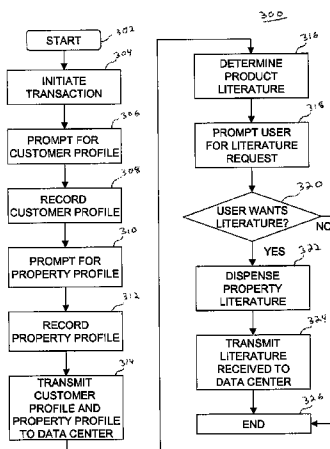 300
START
302
304
INITIATE
TRANSACTION
306
PROMPT FOR
CUSTOMER PROFILE
308
RECORD
CUSTOMER PROFILE
310
PROMPT FOR
PROPERTY PROFILE
312
RECORD
PROPERTY PROFILE
314
TRANSMIT
CUSTOMER
PROFILE AND
PROPERTY PROFILE
TO DATA CENTER
316
DETERMINE
PRODUCT
LITERATURE
318
PROMPT USER
FOR LITERATURE
REQUEST
320
USER WANTS
LITERATURE?
NO
YES
322
DISPENSE
PROPERTY
LITERATURE
324
TRANSMIT
LITERATURE
RECEIVED TO
DATA CENTER
326
END